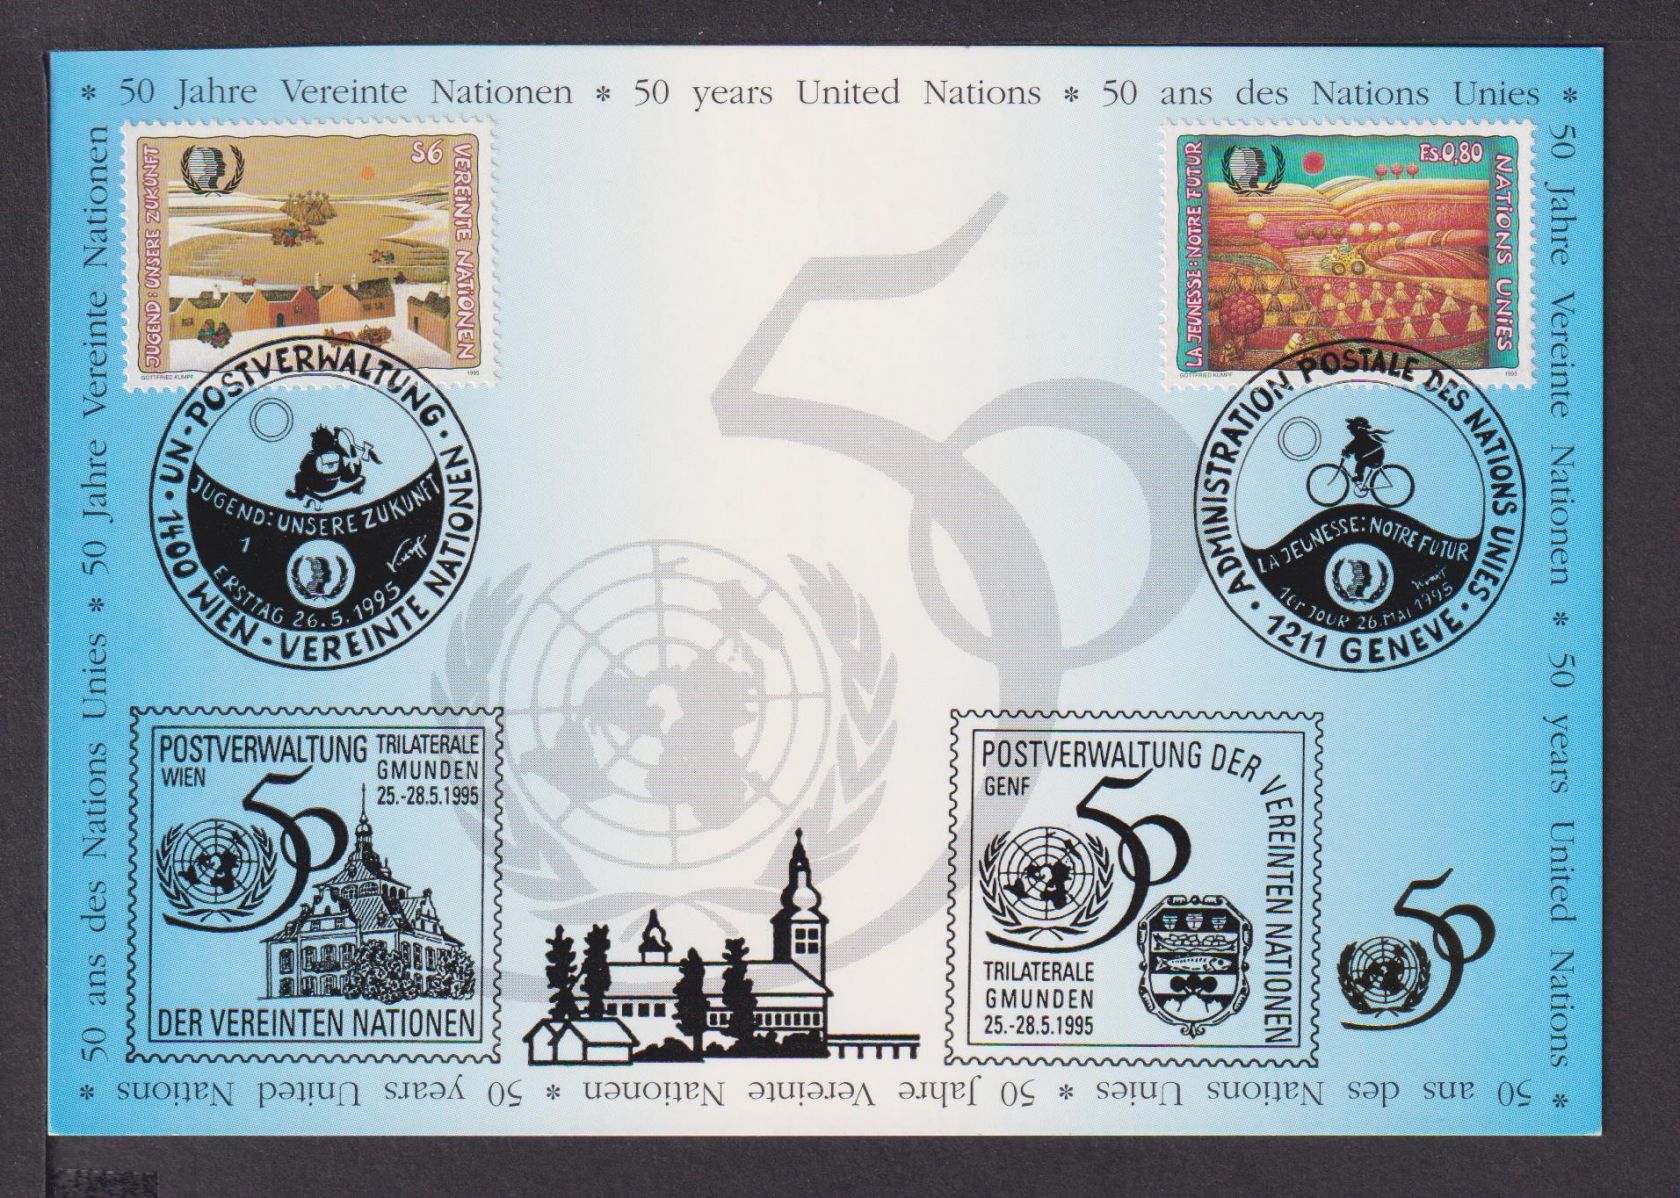 * 50 Jahre Vereinte Nationen * 50 years United Nations * 50 ans des Nations Unies *
50 Jahre Vereinte Nationen * 50 years United Nations *
50 ans des Nations Unies * 50 Jahre Vereinte Nationen * 50 years United Nations *
50 ans des Nations Unies * 50 Jahre Vereinte Nationen
JUGEND: UNSERE ZUKUNFT
S6
VEREINTE NATIONEN
GOTTFRIED KUMPF
1995
LA JEUNESSE: NOTRE FUTUR
Fs.0,80
NATIONS UNIES
GOTTFRIED KUMPF
1995
50
UN-POSTVERWALTUNG · VEREINTE NATIONEN · 1400 WIEN -
JUGEND: UNSERE ZUKUNFT
1
Kumpf
ERSTTAG 26.5.1995
ADMINISTRATION POSTALE DES NATIONS UNIES · 1211 GENEVE ·
LA JEUNESSE: NOTRE FUTUR
Kumpf
1er JOUR 26. MAI 1995
POSTVERWALTUNG
WIEN
TRILATERALE
GMUNDEN
25.-28.5.1995
50
DER VEREINTEN NATIONEN
POSTVERWALTUNG DER VEREINTEN NATIONEN
GENF
50
TRILATERALE
GMUNDEN
25.-28.5.1995
50